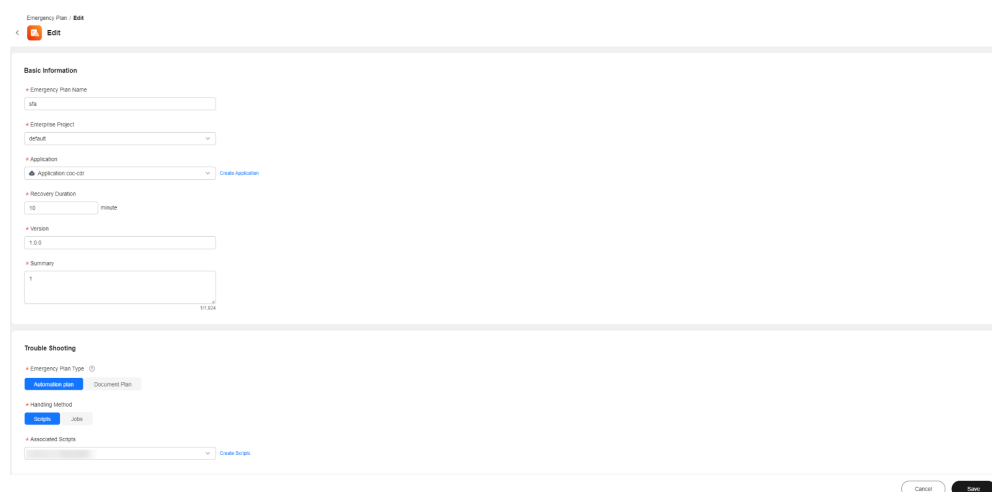 Emergency Plan / Edit
Edit
Basic Information
* Emergency Plan Name
sfa
* Enterprise Project
default
* Application
Application coc-cdr
Create Application
* Recovery Duration
10 minute
* Version
1.0.0
* Summary
1
1/1,024
Trouble Shooting
* Emergency Plan Type
Automation plan Document Plan
* Handling Method
Scripts Jobs
* Associated Scripts
Create Scripts
Cancel Save